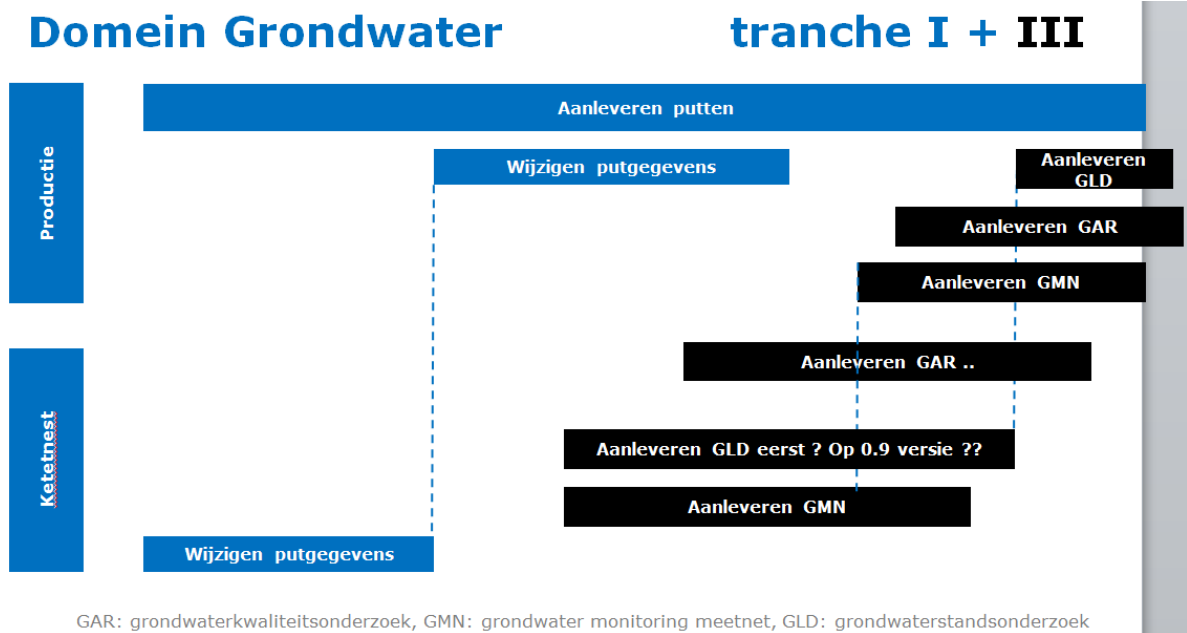 Domein Grondwater tranche I + III
Productie
Aanleveren putten
Wijzigen putgegevens
Aanleveren
GLD
Aanleveren GAR
Aanleveren GMN
Ketetnest
Aanleveren GAR ..
Aanleveren GLD eerst ? Op 0.9 versie ??
Aanleveren GMN
Wijzigen putgegevens
GAR: grondwaterkwaliteitsonderzoek, GMN: grondwater monitoring meetnet, GLD: grondwaterstandsonderzoek